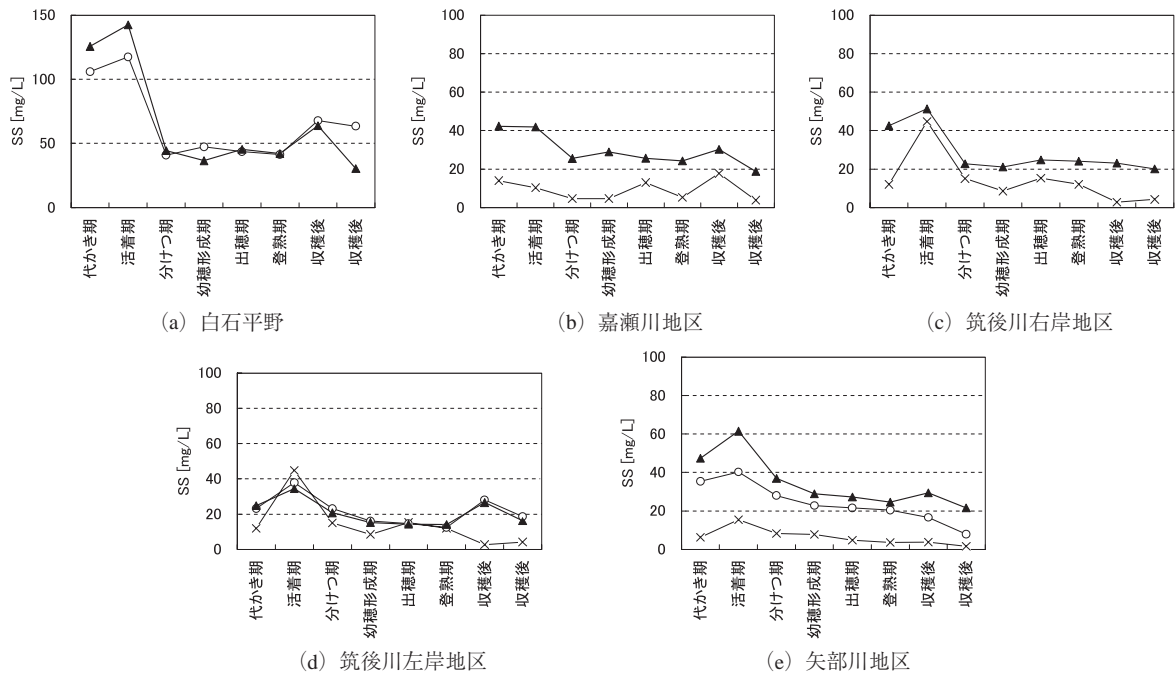 150
100
50
0
SS [mg/L]
代かき期
活着期
分けつ期
幼穂形成期
出穂期
登熟期
収穫後
収穫後
(a) 白石平野
100
80
60
40
20
0
SS [mg/L]
代かき期
活着期
分けつ期
幼穂形成期
出穂期
登熟期
収穫後
収穫後
(b) 嘉瀬川地区
100
80
60
40
20
0
SS [mg/L]
代かき期
活着期
分けつ期
幼穂形成期
出穂期
登熟期
収穫後
収穫後
(c) 筑後川右岸地区
100
80
60
40
20
0
SS [mg/L]
代かき期
活着期
分けつ期
幼穂形成期
出穂期
登熟期
収穫後
収穫後
(d) 筑後川左岸地区
100
80
60
40
20
0
SS [mg/L]
代かき期
活着期
分けつ期
幼穂形成期
出穂期
登熟期
収穫後
収穫後
(e) 矢部川地区